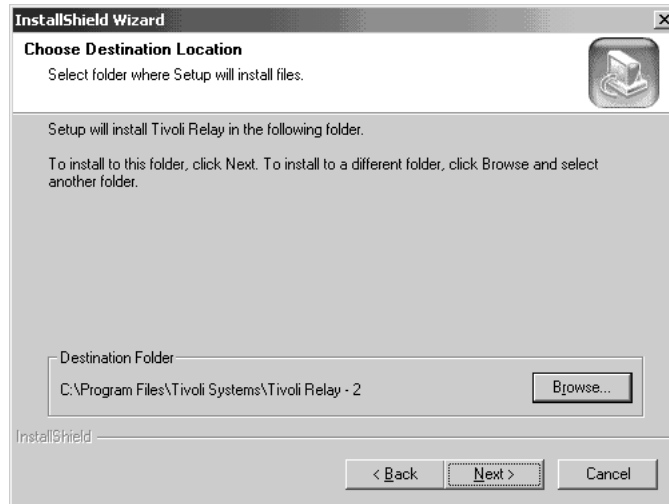 InstallShield Wizard
Choose Destination Location
Select folder where Setup will install files.
Setup will install Tivoli Relay in the following folder.
To install to this folder, click Next. To install to a different folder, click Browse and select
another folder.
Destination Folder
C:\Program Files\Tivoli Systems\Tivoli Relay - 2
Browse...
InstallShield
< Back
Next >
Cancel